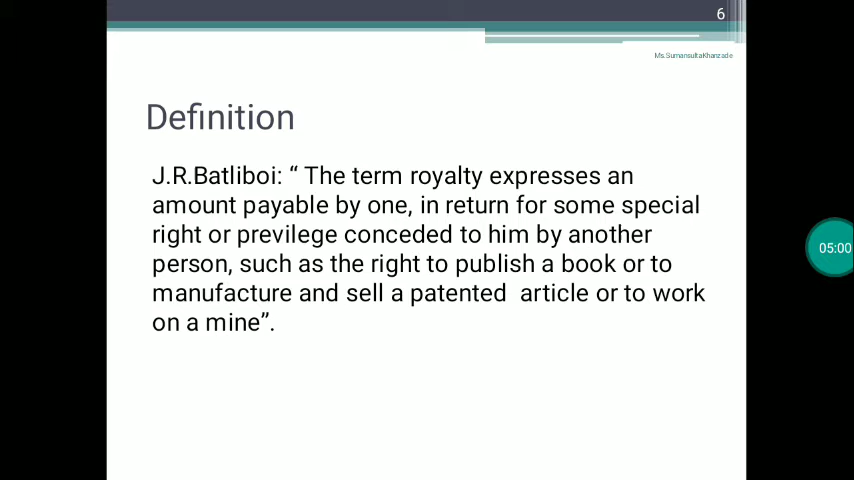 6
Ms.SumansultaKhanzade
Definition
J.R.Batliboi: “ The term royalty expresses an
amount payable by one, in return for some special
right or previlege conceded to him by another
person, such as the right to publish a book or to
manufacture and sell a patented  article or to work
on a mine”.
05:00